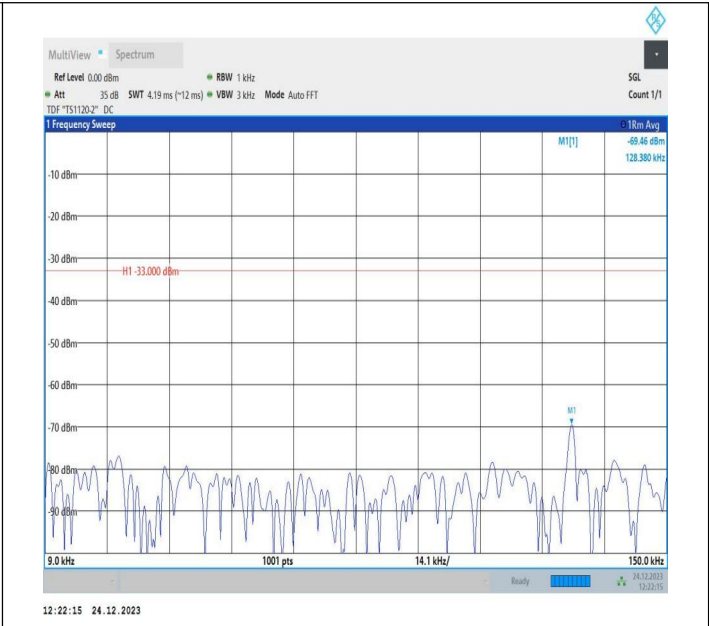 MultiView Spectrum
Ref Level 0.00 dBm RBW 1 kHz SGL
Att 35 dB SWT 4.19 ms (~12 ms) VBW 3 kHz Mode Auto FFT Count 1/1
TDF "TS1120-2" DC
1 Frequency Sweep 1Rm Avg
M1[1] -69.46 dBm
128.380 kHz
-10 dBm
-20 dBm
-30 dBm
H1 -33.000 dBm
-40 dBm
-50 dBm
-60 dBm
M1
-70 dBm
-80 dBm
-90 dBm
9.0 kHz 1001 pts 14.1 kHz/ 150.0 kHz
Ready 24.12.2023
12:22:15
12:22:15 24.12.2023